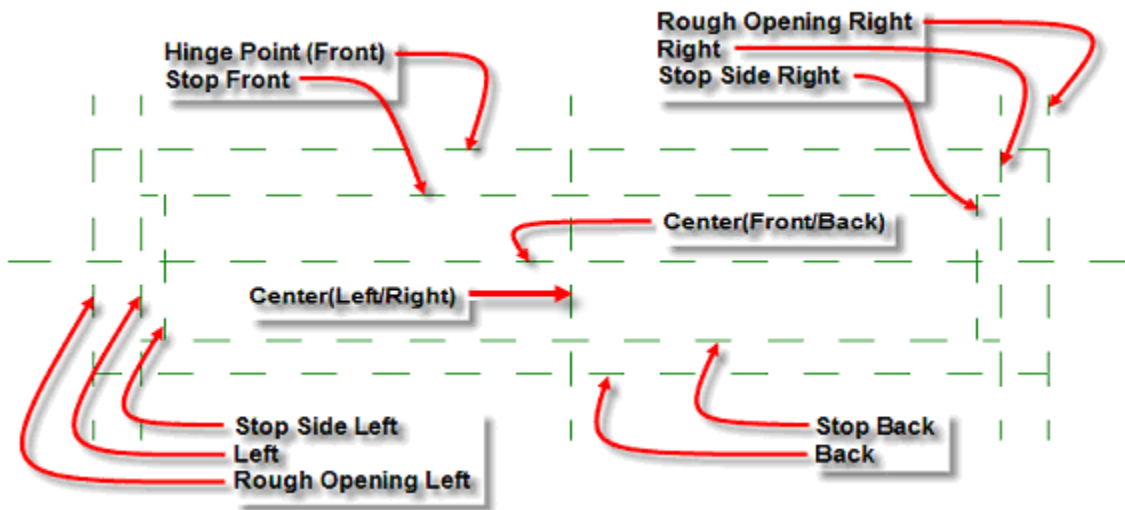 Rough Opening Right
Right
Stop Side Right
Hinge Point (Front)
Stop Front
Center(Front/Back)
Center(Left/Right)
Stop Side Left
Left
Rough Opening Left
Stop Back
Back